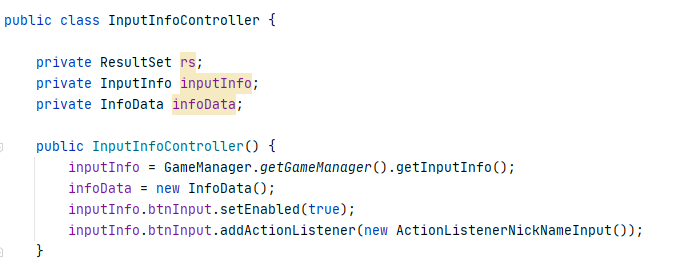 public class InputInfoController {
private ResultSet rs;
private InputInfo inputInfo;
private InfoData infoData;
public InputInfoController() {
inputInfo = GameManager.getGameManager().getInputInfo();
infoData = new InfoData();
inputInfo.btnInput.setEnabled(true);
inputInfo.btnInput.addActionListener(new ActionListenerNickNameInput());
}